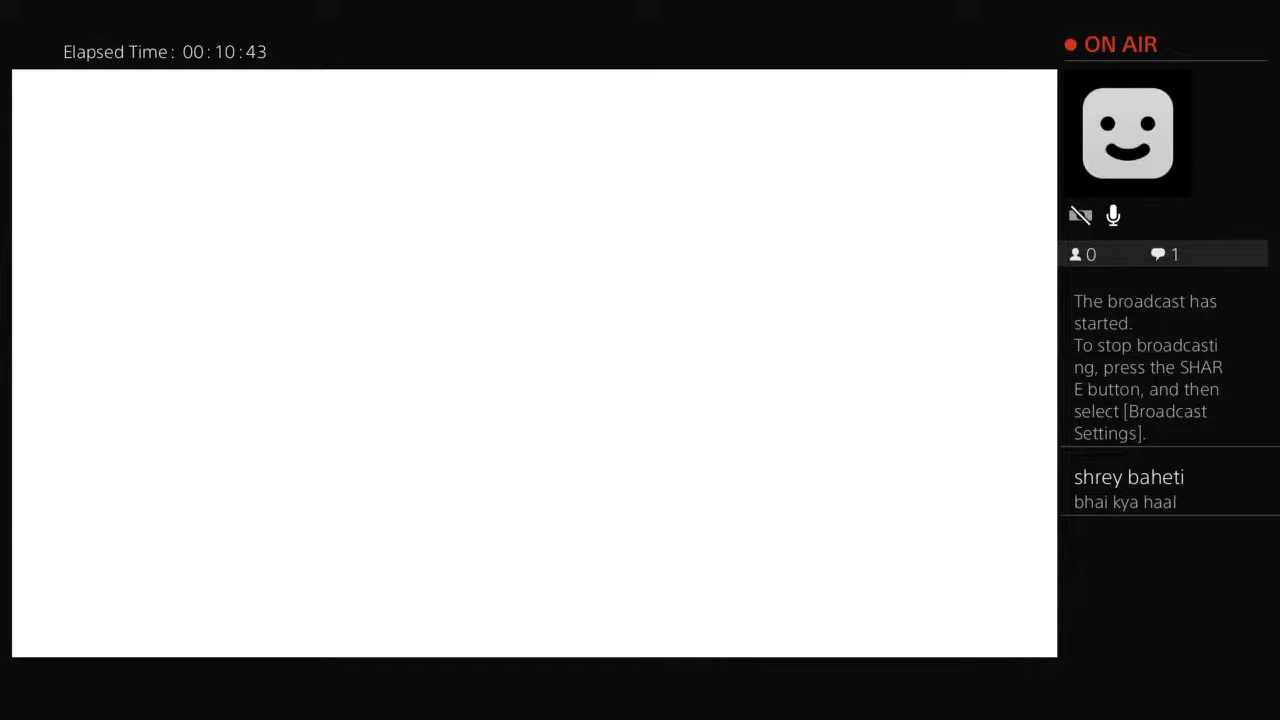 Elapsed Time: 00:10:43
ON AIR
0 1
The broadcast has
started.
To stop broadcasti
ng, press the SHAR
E button, and then
select [Broadcast
Settings].
shrey baheti
bhai kya haal